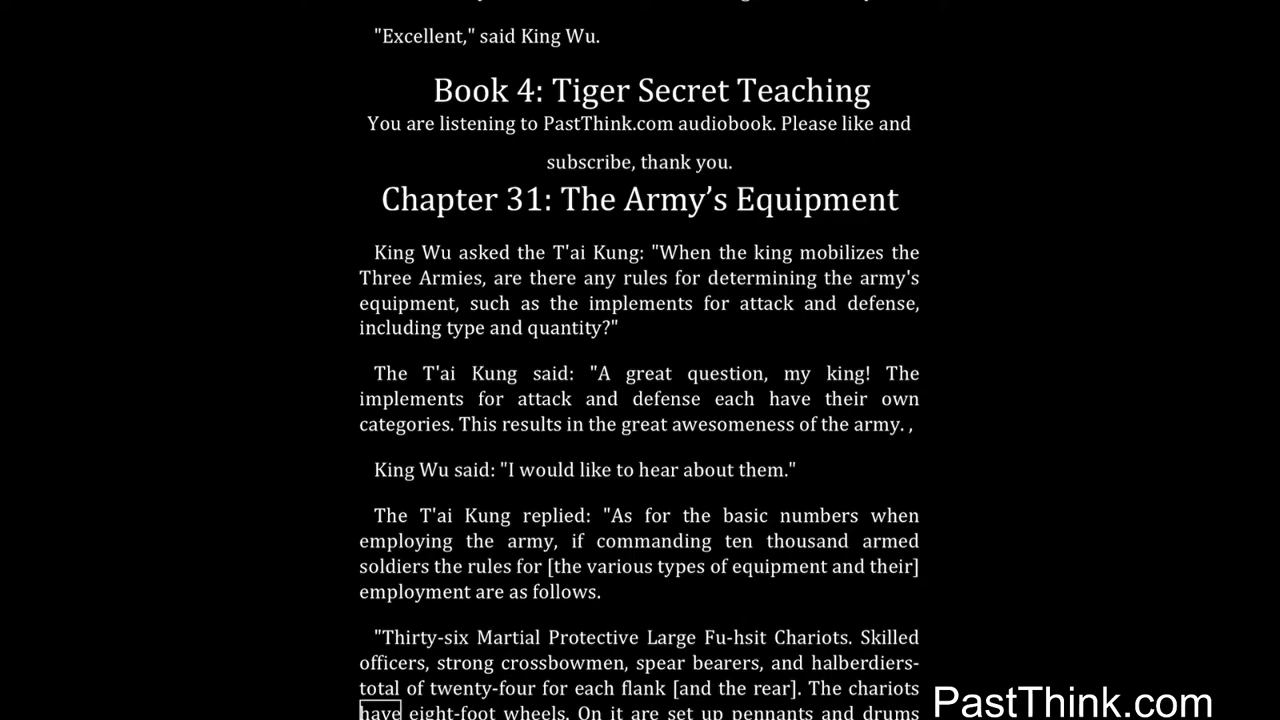 "Excellent," said King Wu.
Book 4: Tiger Secret Teaching
You are listening to PastThink.com audiobook. Please like and
subscribe, thank you.
Chapter 31: The Army’s Equipment
King Wu asked the T'ai Kung: "When the king mobilizes the
Three Armies, are there any rules for determining the army's
equipment, such as the implements for attack and defense,
including type and quantity?"
The T'ai Kung said: "A great question, my king! The
implements for attack and defense each have their own
categories. This results in the great awesomeness of the army. ,
King Wu said: "I would like to hear about them."
The T'ai Kung replied: "As for the basic numbers when
employing the army, if commanding ten thousand armed
soldiers the rules for [the various types of equipment and their]
employment are as follows.
"Thirty-six Martial Protective Large Fu-hsit Chariots. Skilled
officers, strong crossbowmen, spear bearers, and halberdiers-
total of twenty-four for each flank [and the rear]. The chariots
have eight-foot wheels. On it are set up pennants and drums
PastThink.com